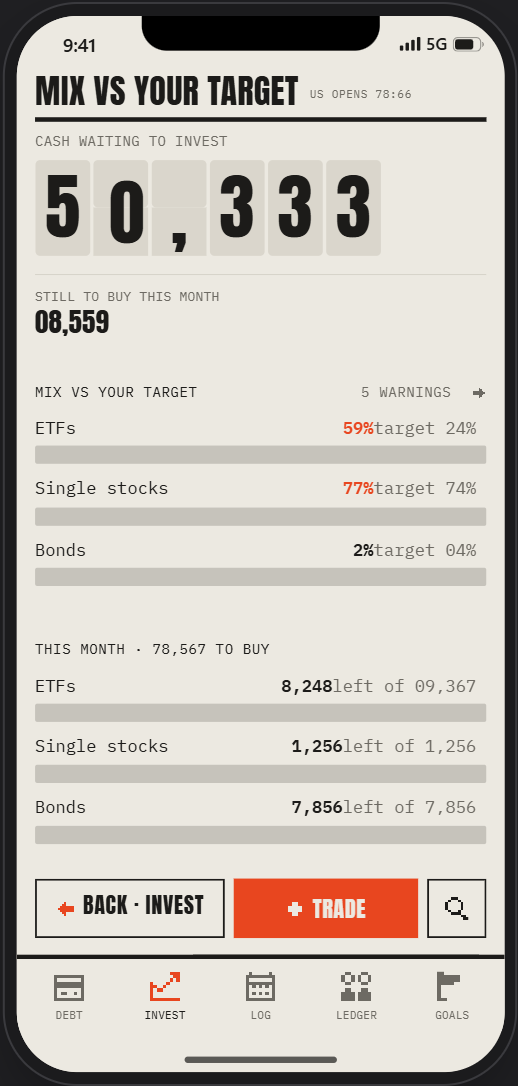 9:41 5G
MIX VS YOUR TARGET US OPENS 78:66
CASH WAITING TO INVEST
50,333
STILL TO BUY THIS MONTH
08,559
MIX VS YOUR TARGET 5 WARNINGS
ETFs 59%target 24%
Single stocks 77%target 74%
Bonds 2%target 04%
THIS MONTH · 78,567 TO BUY
ETFs 8,248left of 09,367
Single stocks 1,256left of 1,256
Bonds 7,856left of 7,856
BACK · INVEST TRADE
DEBT INVEST LOG LEDGER GOALS